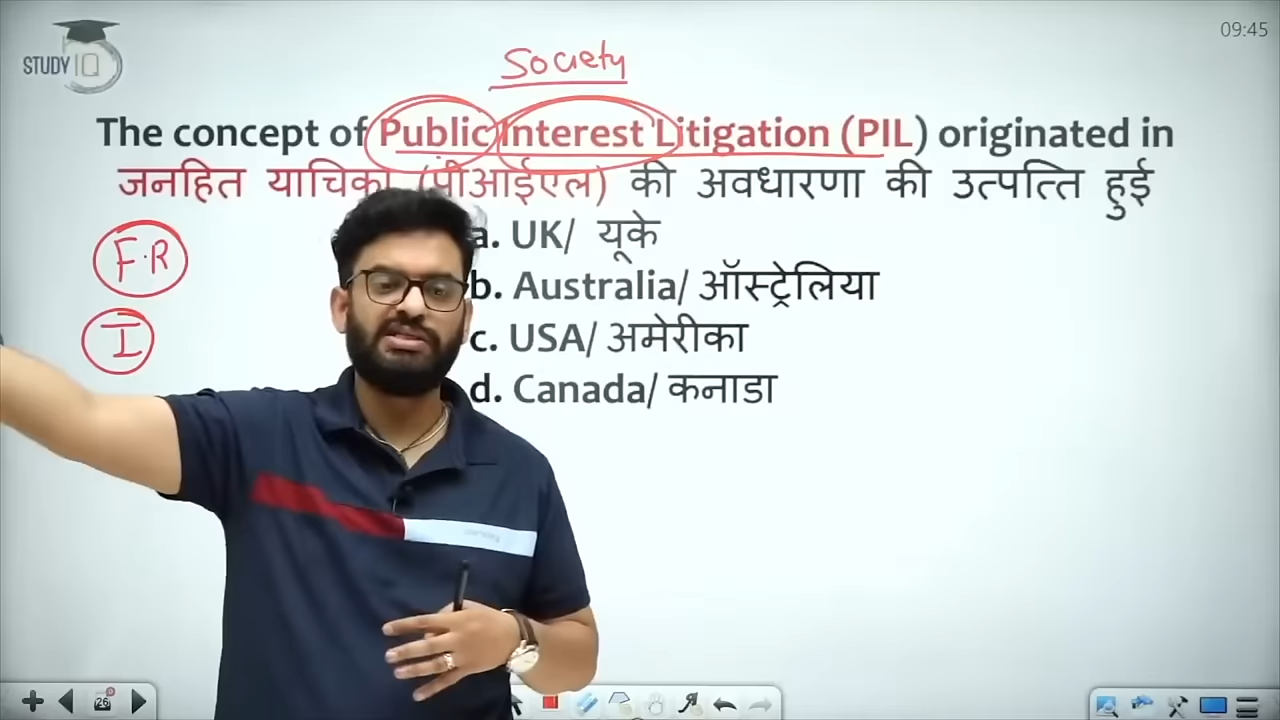 STUDY IQ
09:45
Society
The concept of Public Interest Litigation (PIL) originated in
जनहित याचिका (पीआईएल) की अवधारणा की उत्पत्ति हुई
F.R
a. UK/ यूके
b. Australia/ ऑस्ट्रेलिया
I
c. USA/ अमेरीका
d. Canada/ कनाडा
26